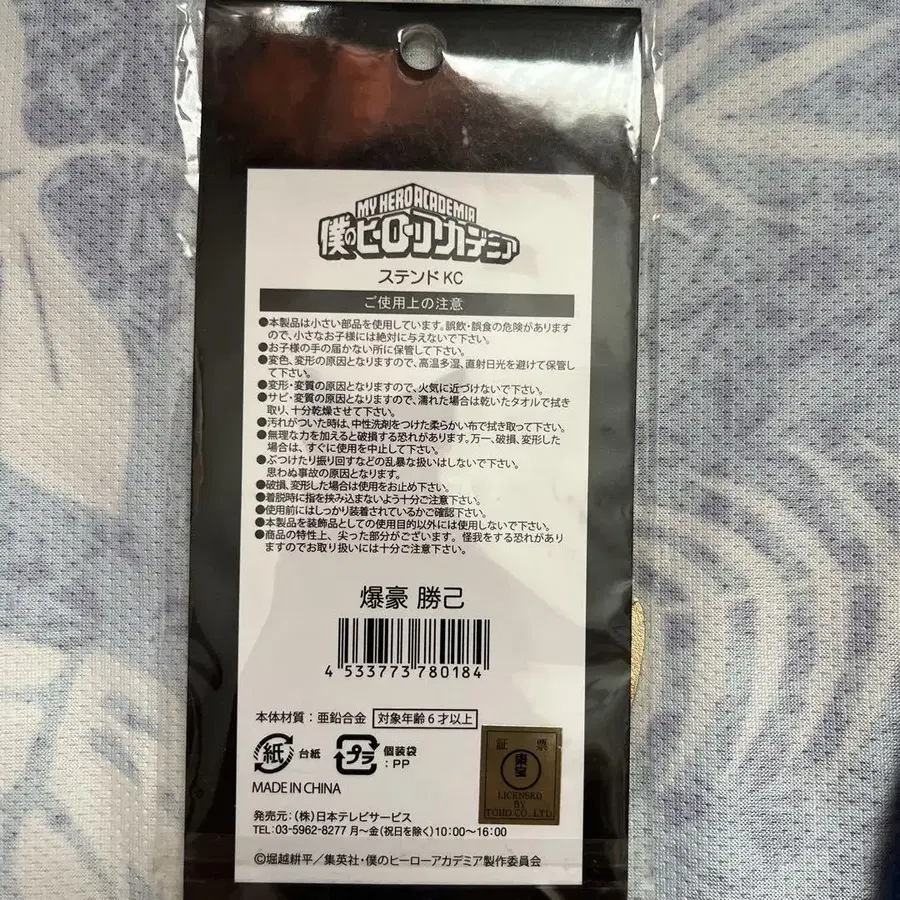 MY HERO ACADEMIA
僕のヒーローアカデミア
ステンドKC
ご使用上の注意
●本製品は小さい部品を使用しています。誤飲・誤食の危険があります
ので、小さなお子様には絶対に与えないで下さい。
●お子様の手の届かない所に保管して下さい。
●変色、変形の原因となりますので、高温多湿、直射日光を避けて保管し
て下さい。
●変形・変質の原因となりますので、火気に近づけないで下さい。
●サビ・変質の原因となりますので、濡れた場合は乾いたタオルで拭き
取り、十分乾燥させて下さい。
●汚れがついた時は、中性洗剤をつけた柔らかい布で拭き取って下さい。
●無理な力を加えると破損する恐れがあります。万一、破損、変形した
場合は、すぐに使用を中止して下さい。
●ぶつけたり振り回すなどの乱暴な扱いはしないで下さい。
思わぬ事故の原因となります。
●破損、変形した場合は使用をお止め下さい。
●着脱時に指を挟み込まないよう十分ご注意下さい。
●使用前にはしっかり装着されているかご確認下さい。
●本製品を装飾品としての使用目的以外には使用しないで下さい。
●商品の特性上、尖った部分がございます。怪我をする恐れがあり
ますのでお取り扱いには十分ご注意下さい。
爆豪 勝己
4 533773 780184
本体材質：亜鉛合金 対象年齢6才以上
紙 台紙 プラ 個装袋
：PP
MADE IN CHINA
証 票
東宝
LICENSED
BY
TOHO CO., LTD.
発売元：(株)日本テレビサービス
TEL：03-5962-8277 月〜金(祝日を除く)10：00〜16：00
©堀越耕平／集英社・僕のヒーローアカデミア製作委員会